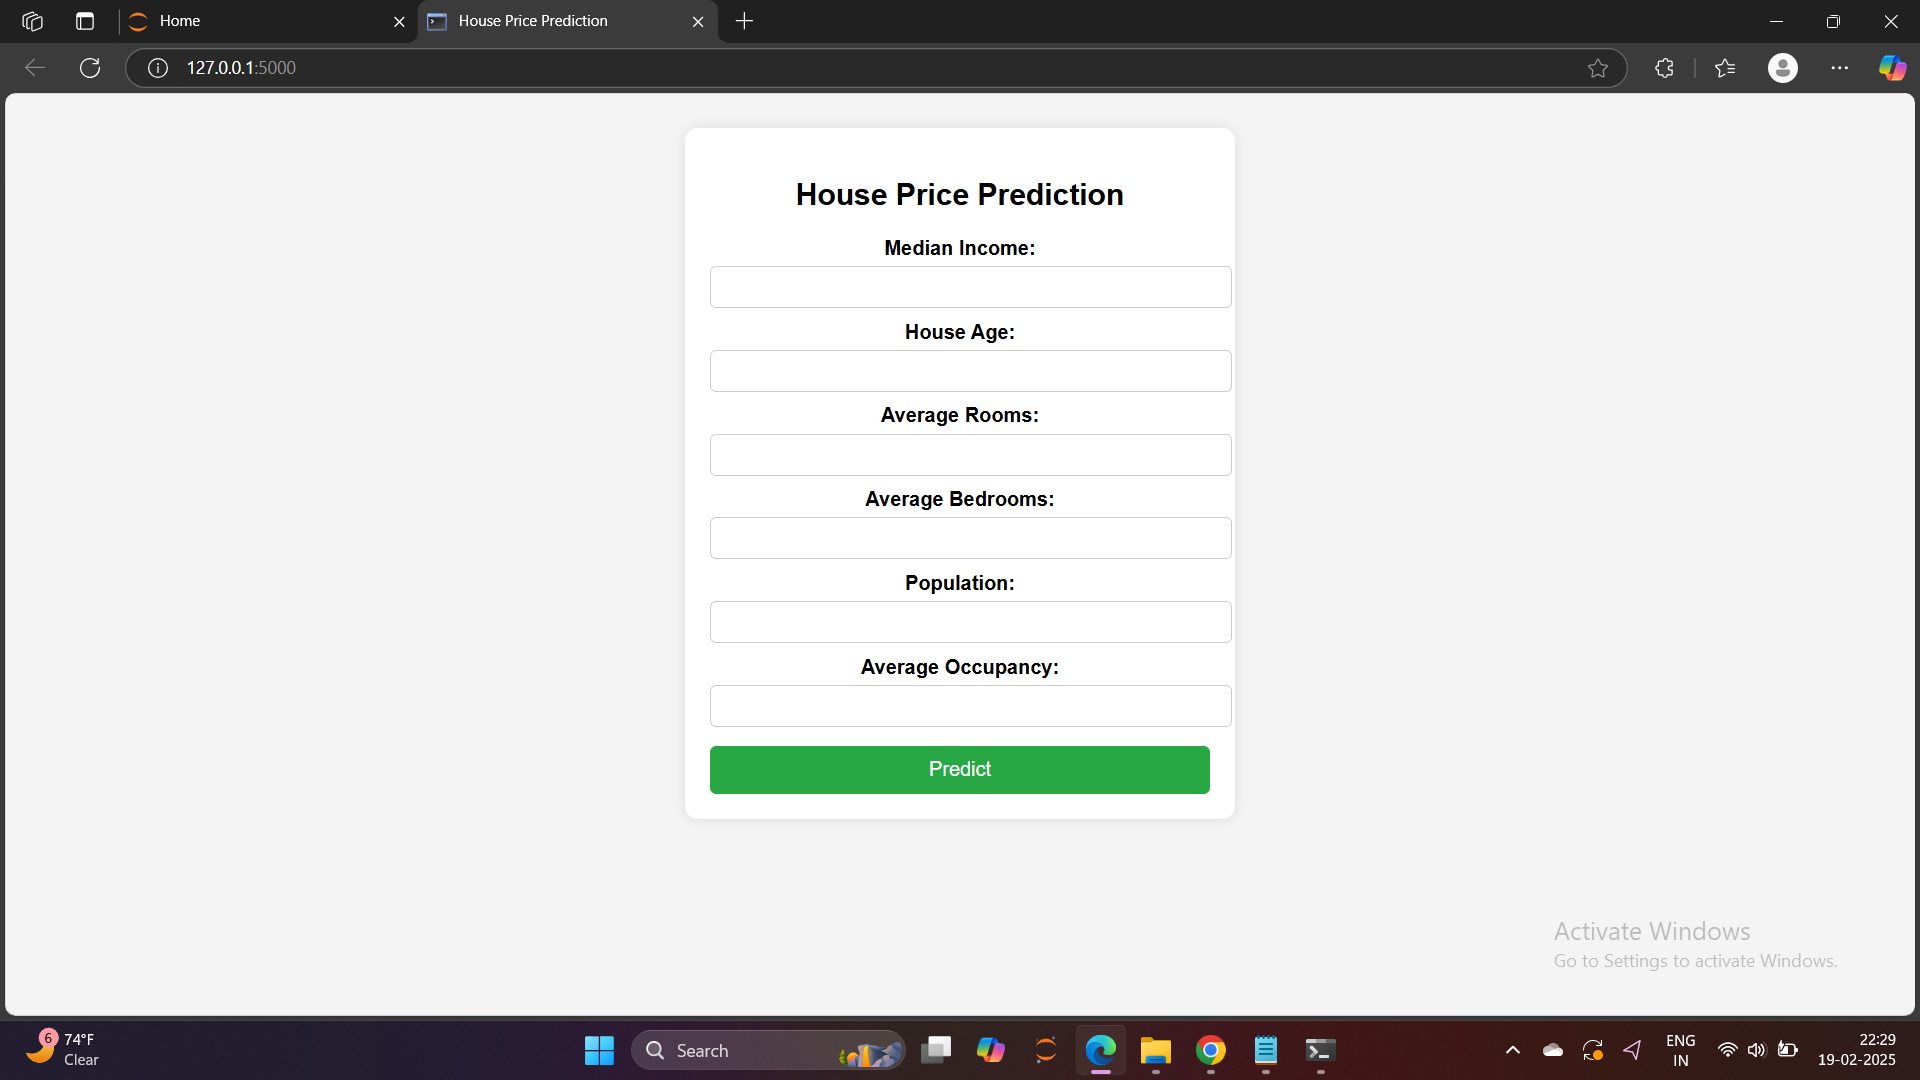 Home
House Price Prediction
127.0.0.1:5000
House Price Prediction
Median Income:
House Age:
Average Rooms:
Average Bedrooms:
Population:
Average Occupancy:
Predict
Activate Windows
Go to Settings to activate Windows.
6
74°F
Clear
Search
ENG
IN
22:29
19-02-2025